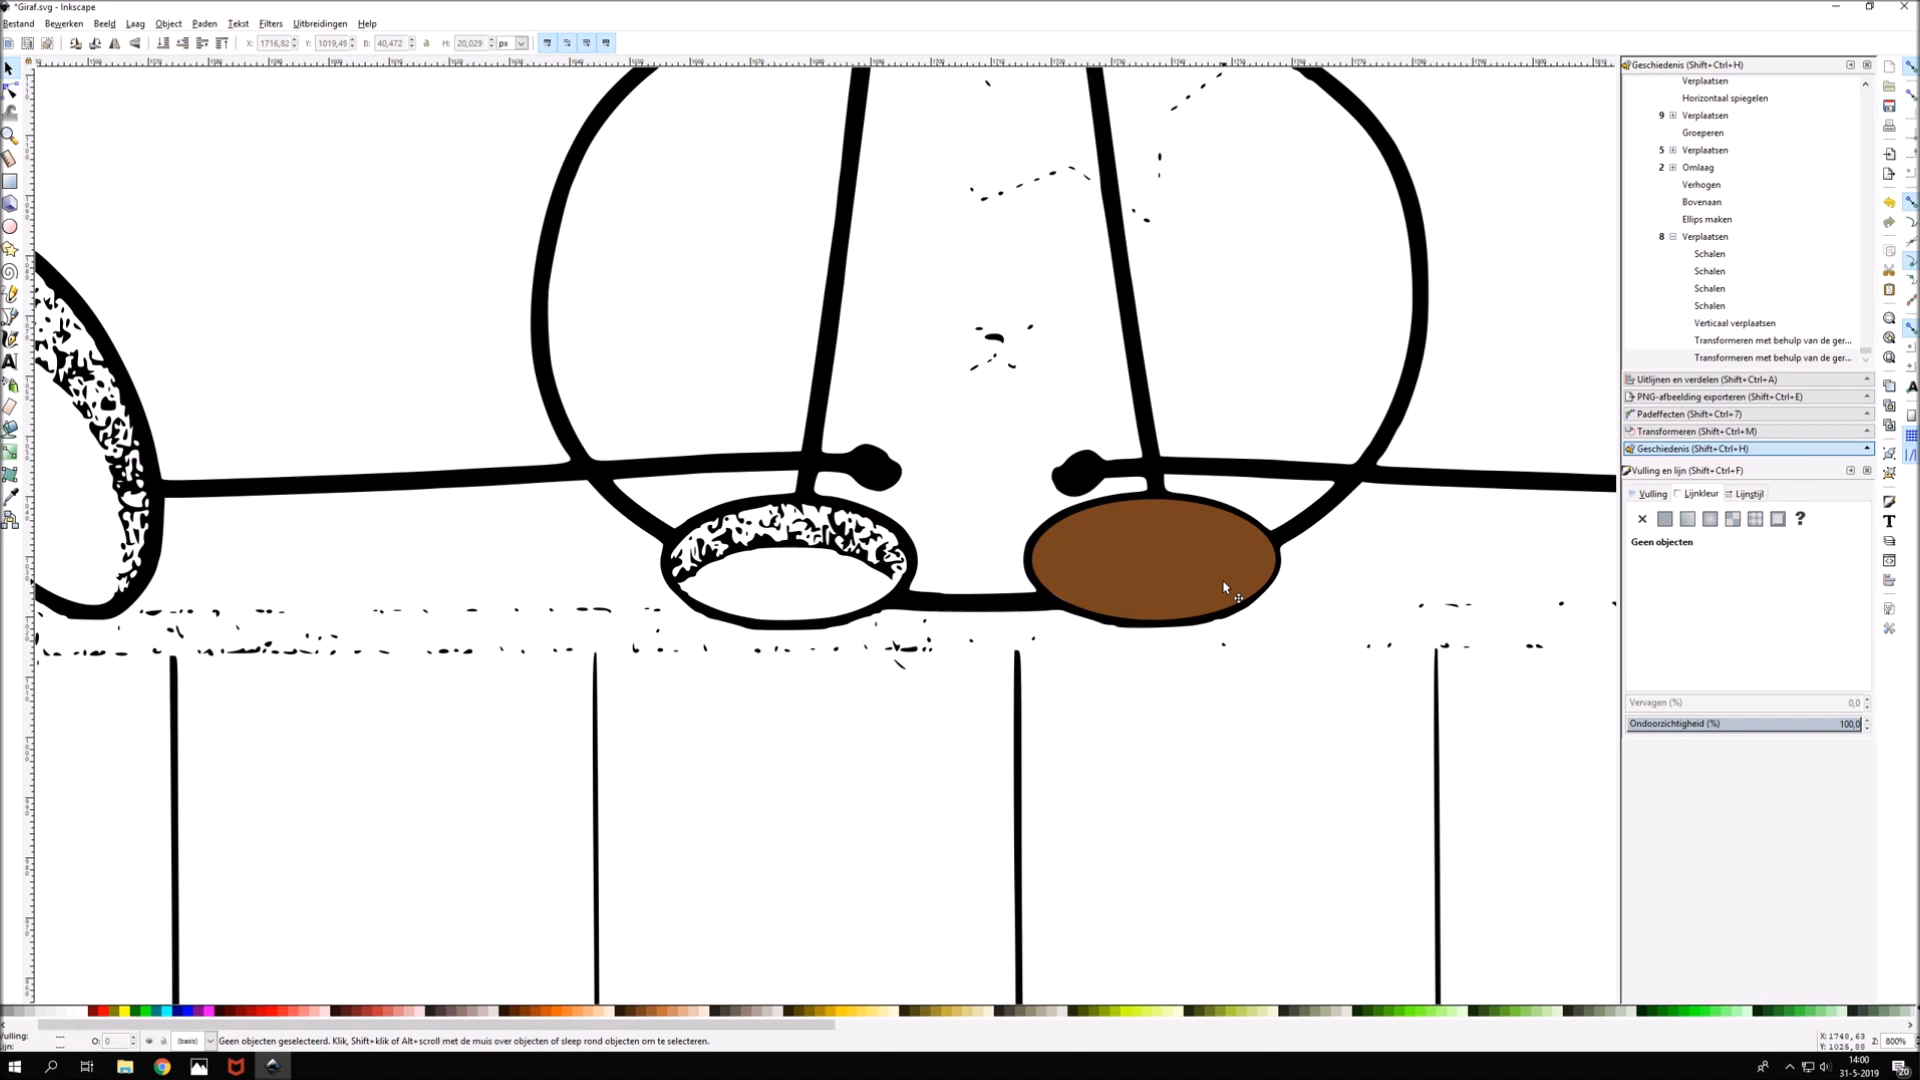 *Giraf.svg - Inkscape
Bestand Bewerken Beeld Laag Object Paden Tekst Filters Uitbreidingen Help
X: 1716,82 Y: 1019,49 B: 40,472 H: 20,029 px
Geschiedenis (Shift+Ctrl+H)
Verplaatsen
Horizontaal spiegelen
9 Verplaatsen
Groeperen
5 Verplaatsen
2 Omlaag
Verhogen
Bovenaan
Ellips maken
8 Verplaatsen
Schalen
Schalen
Schalen
Schalen
Verticaal verplaatsen
Transformeren met behulp van de ger...
Transformeren met behulp van de ger...
Uitlijnen en verdelen (Shift+Ctrl+A)
PNG-afbeelding exporteren (Shift+Ctrl+E)
Padeffecten (Shift+Ctrl+7)
Transformeren (Shift+Ctrl+M)
Geschiedenis (Shift+Ctrl+H)
Vulling en lijn (Shift+Ctrl+F)
Vulling Lijnkleur Lijnstijl
?
Geen objecten
Vervagen (%) 0,0
Ondoorzichtigheid (%) 100,0
Vulling:
Lijn:
O: 0 (basis) Geen objecten geselecteerd. Klik, Shift+klik of Alt+scroll met de muis over objecten of sleep rond objecten om te selecteren.
X:1748,63
Y:1025,88
Z: 800%
14:00
31-5-2019
20